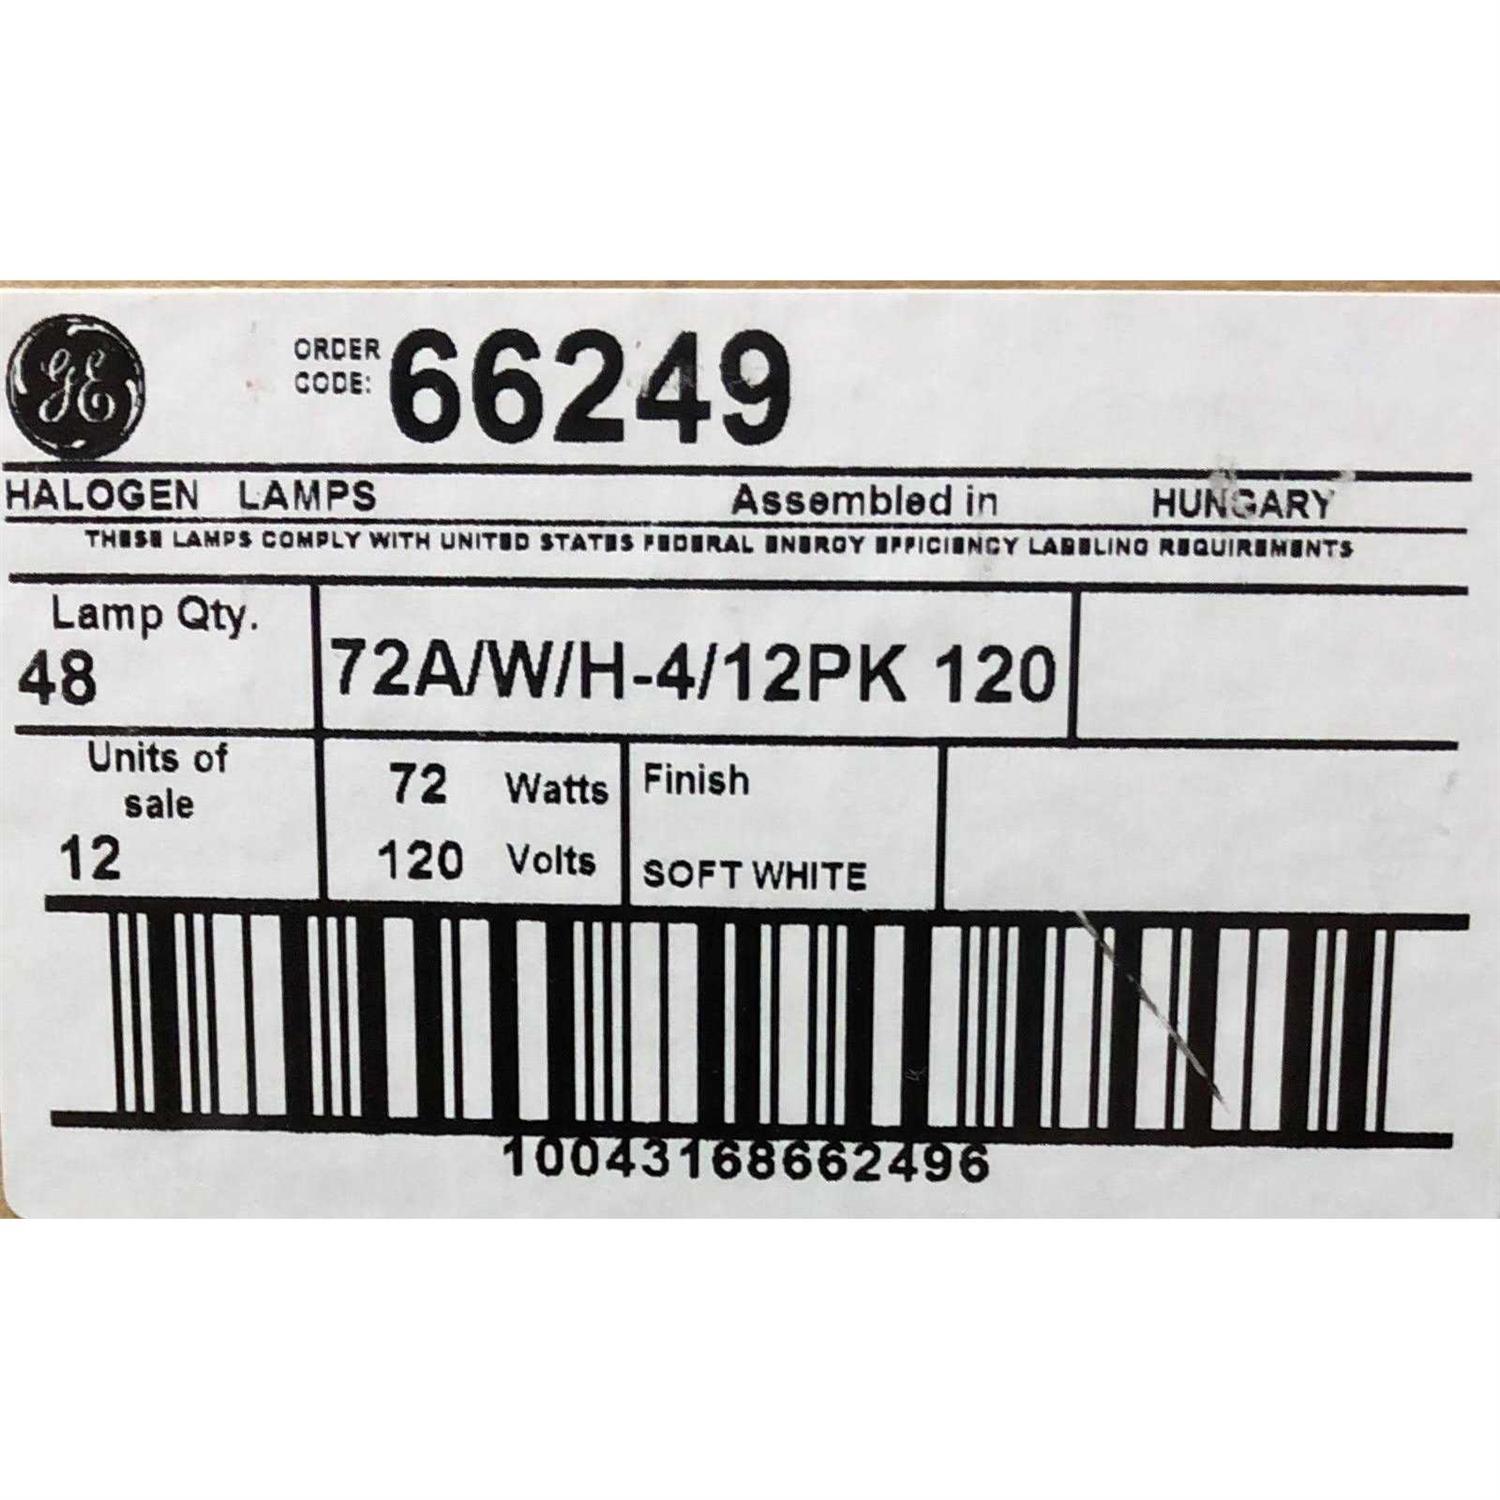 GE
ORDER CODE: 66249
HALOGEN LAMPS Assembled in HUNGARY
THESE LAMPS COMPLY WITH UNITED STATES FEDERAL ENERGY EFFICIENCY LABELING REQUIREMENTS
Lamp Qty.
48
72A/W/H-4/12PK 120
Units of
sale
12
72 Watts
120 Volts
Finish
SOFT WHITE
10043168662496